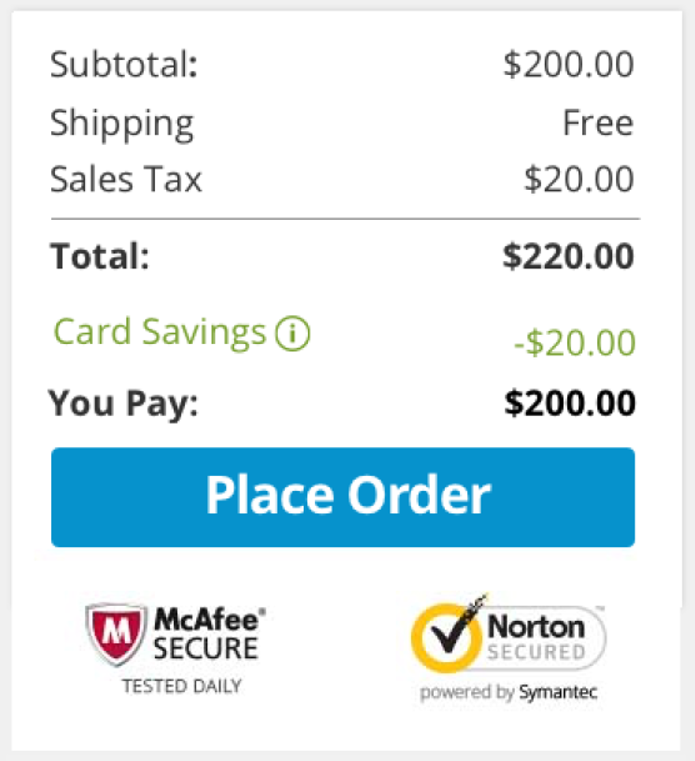 Subtotal: $200.00
Shipping Free
Sales Tax $20.00
Total: $220.00
Card Savings i -$20.00
You Pay: $200.00
Place Order
M McAfee® SECURE
TESTED DAILY
Norton™ SECURED
powered by Symantec